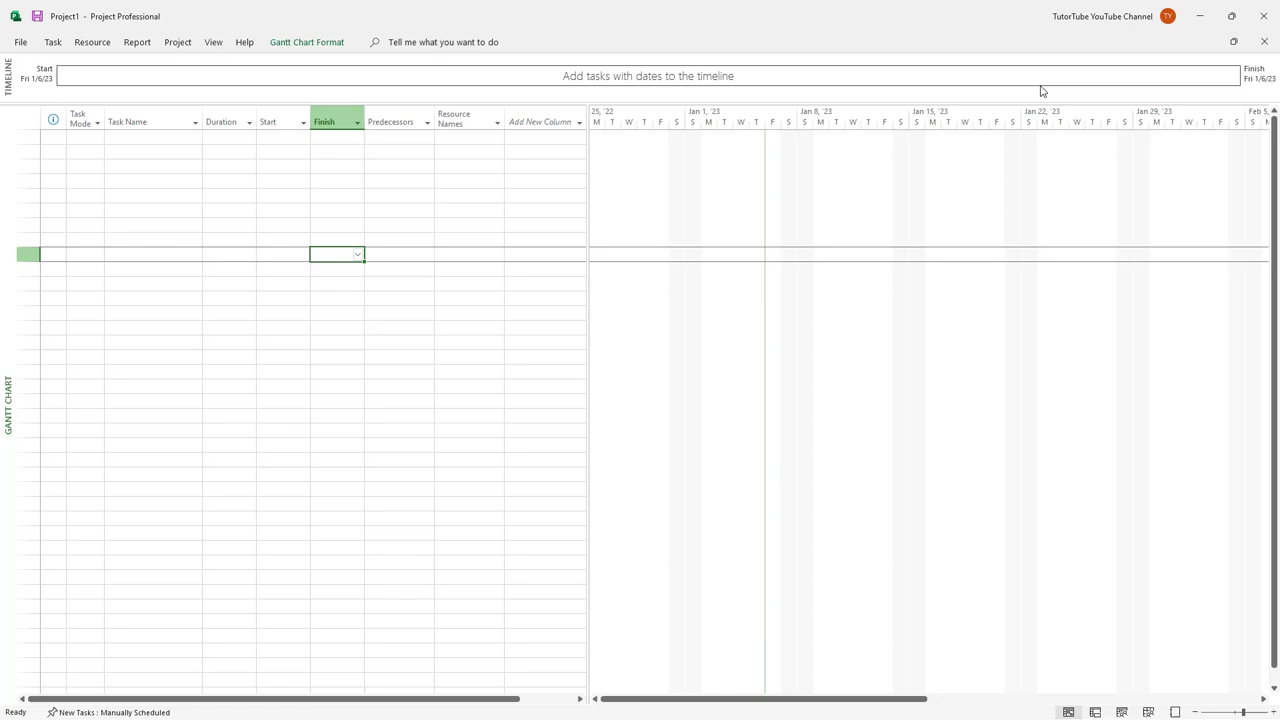 Project1 - Project Professional
TutorTube YouTube Channel
TY
File Task Resource Report Project View Help Gantt Chart Format Tell me what you want to do
TIMELINE
Start
Fri 1/6/23
Add tasks with dates to the timeline
Finish
Fri 1/6/23
Task Mode
Task Name
Duration
Start
Finish
Predecessors
Resource Names
Add New Column
25, '22 Jan 1, '23 Jan 8, '23 Jan 15, '23 Jan 22, '23 Jan 29, '23 Feb 5,
M T W T F S S M T W T F S S M T W T F S S M T W T F S S M T W T F S S M T W T F S S M
GANTT CHART
Ready
New Tasks : Manually Scheduled